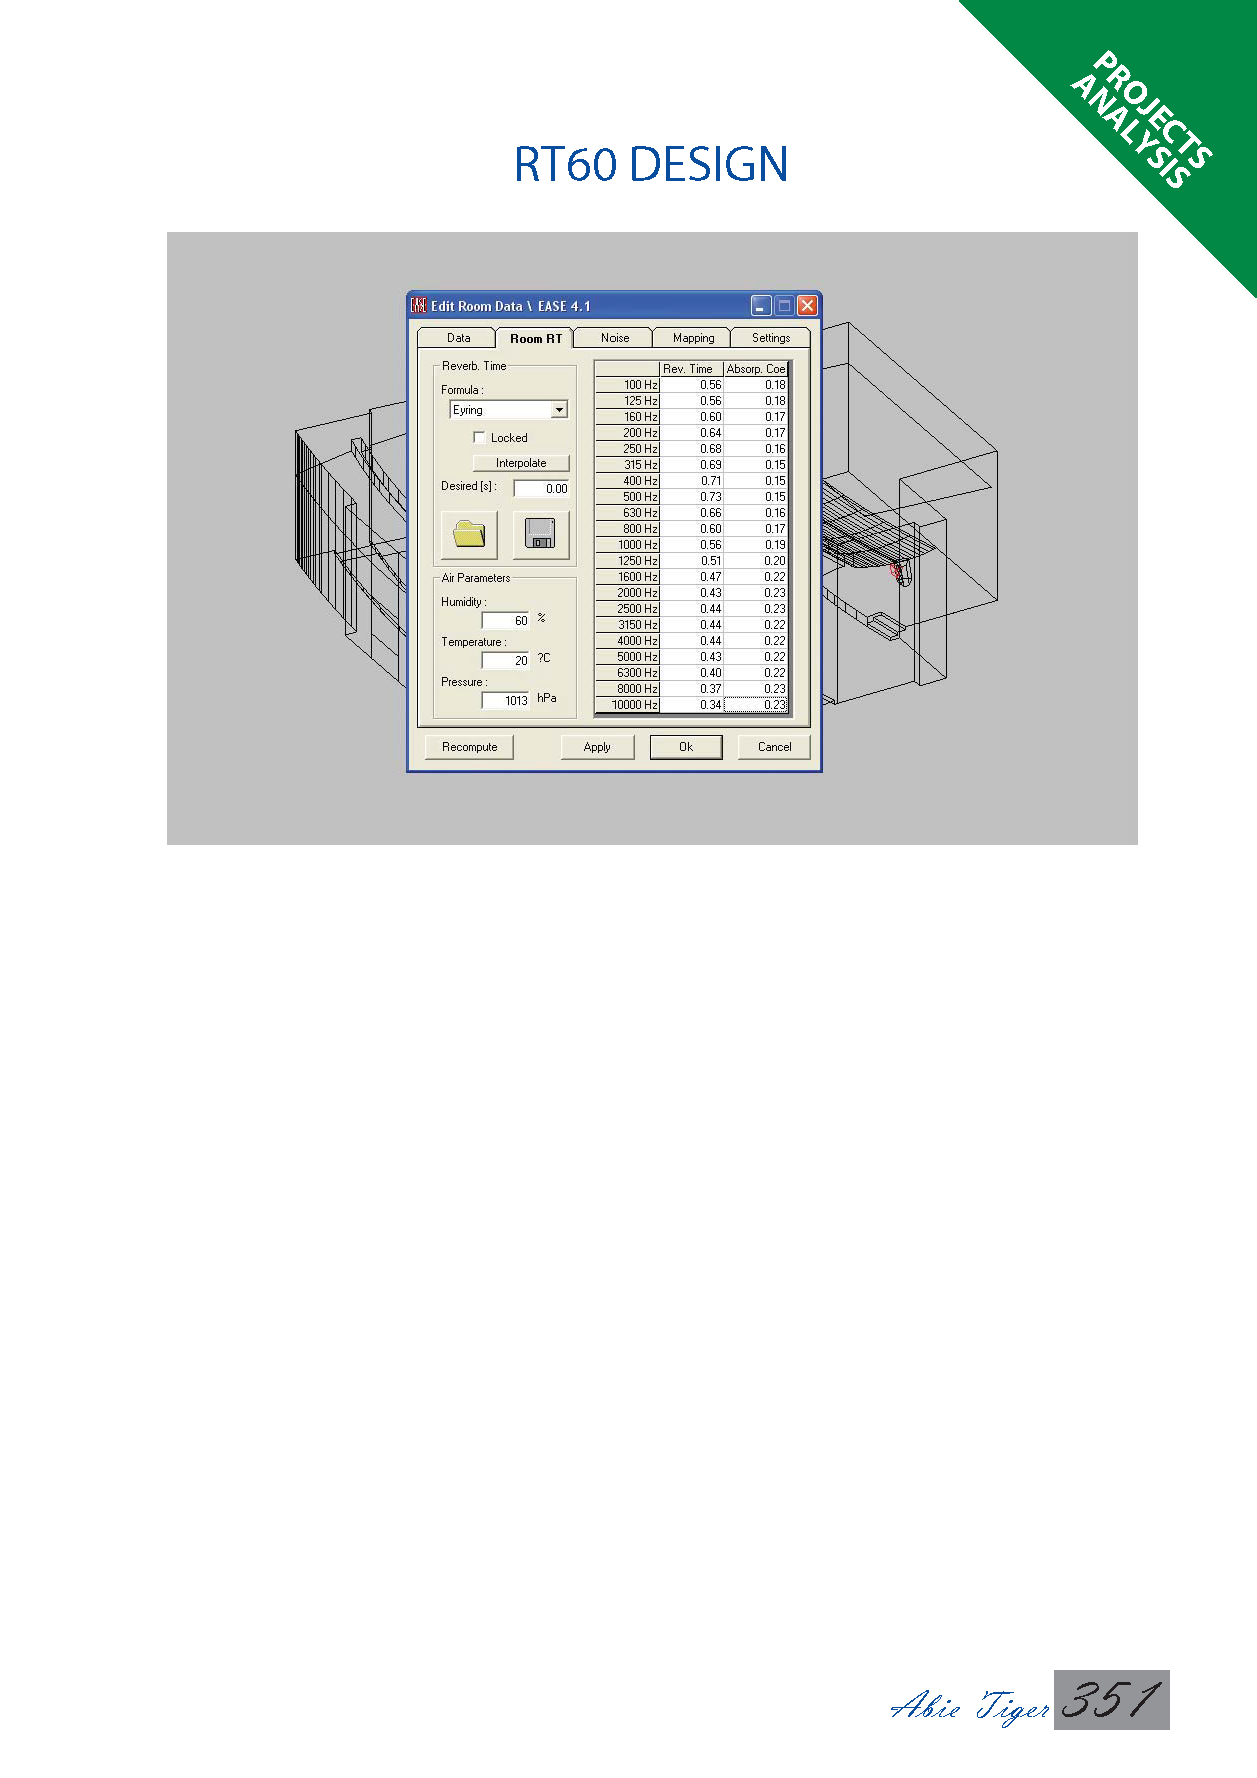 PROJECTS
ANALYSIS
RT60 DESIGN
EASE Edit Room Data \ EASE 4.1
Data Room RT Noise Mapping Settings
Reverb. Time
Formula :
Eyring
Locked
Interpolate
Desired [s] : 0.00
Air Parameters
Humidity :
60 %
Temperature :
20 ?C
Pressure :
1013 hPa
Rev. Time Absorp. Coe
100 Hz 0.56 0.18
125 Hz 0.56 0.18
160 Hz 0.60 0.17
200 Hz 0.64 0.17
250 Hz 0.68 0.16
315 Hz 0.69 0.15
400 Hz 0.71 0.15
500 Hz 0.73 0.15
630 Hz 0.66 0.16
800 Hz 0.60 0.17
1000 Hz 0.56 0.19
1250 Hz 0.51 0.20
1600 Hz 0.47 0.22
2000 Hz 0.43 0.23
2500 Hz 0.44 0.23
3150 Hz 0.44 0.22
4000 Hz 0.44 0.22
5000 Hz 0.43 0.22
6300 Hz 0.40 0.22
8000 Hz 0.37 0.23
10000 Hz 0.34 0.23
Recompute Apply Ok Cancel
Abie Tiger 351